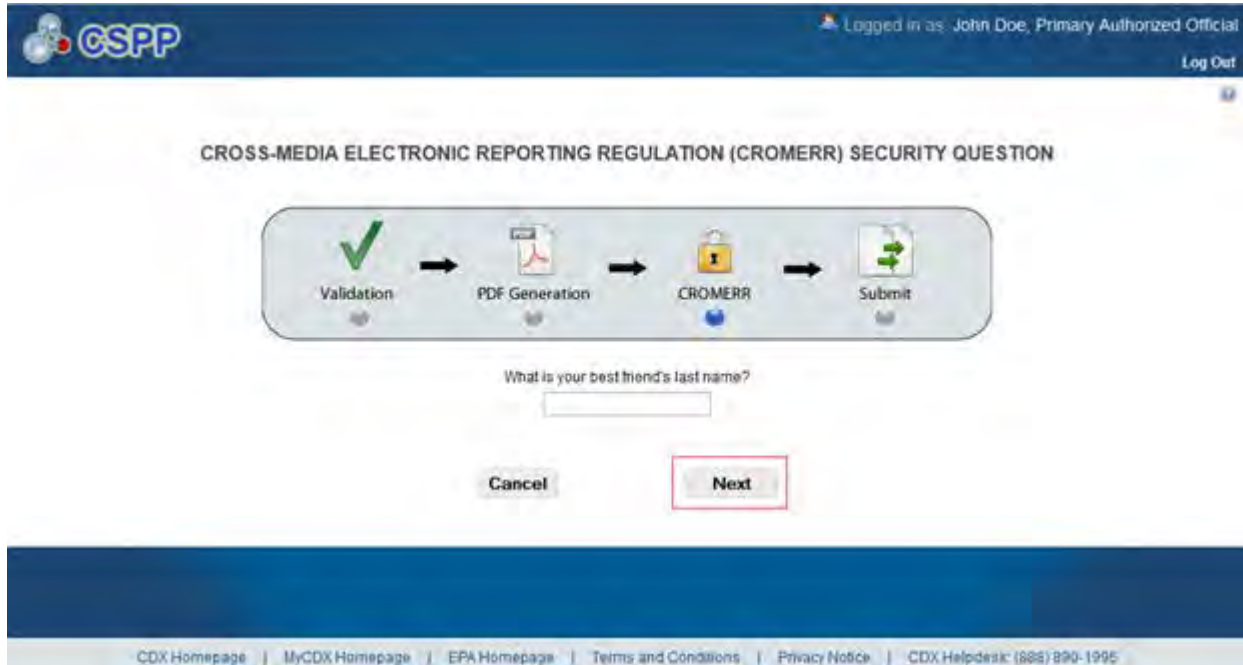 CSPP
Logged in as: John Doe, Primary Authorized Official
Log Out
CROSS-MEDIA ELECTRONIC REPORTING REGULATION (CROMERR) SECURITY QUESTION
Validation
PDF Generation
CROMERR
Submit
What is your best friend's last name?
Cancel
Next
CDX Homepage | MyCDX Homepage | EPA Homepage | Terms and Conditions | Privacy Notice | CDX Helpdesk: (888) 890-1995